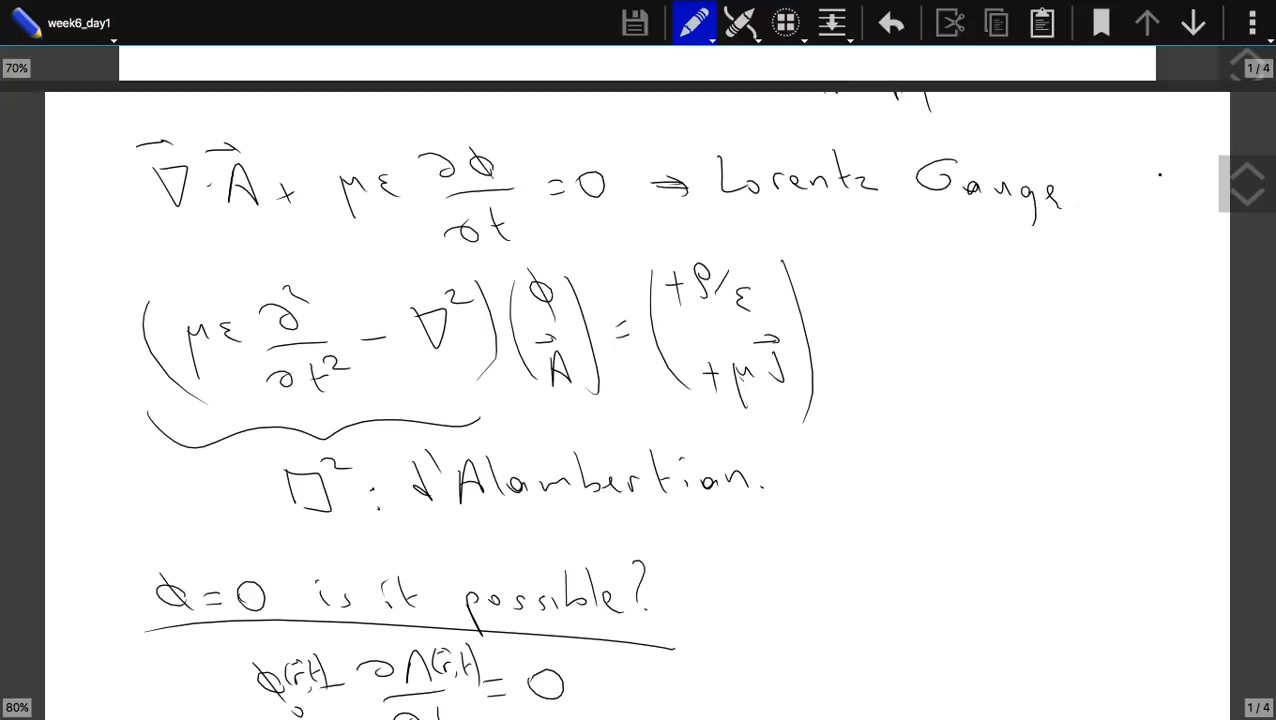 week6_day1
70%
1/4
∇⃗·A⃗ + με ∂ϕ/∂t = 0 → Lorentz Gauge
(με ∂²/∂t² − ∇²) (ϕ A⃗) = (+ρ/ε +μJ⃗)
□² : d'Alambertian.
ϕ = 0 is it possible?
ϕ(r⃗,t) − ∂Λ(r⃗,t)/∂t = 0
80%
1/4